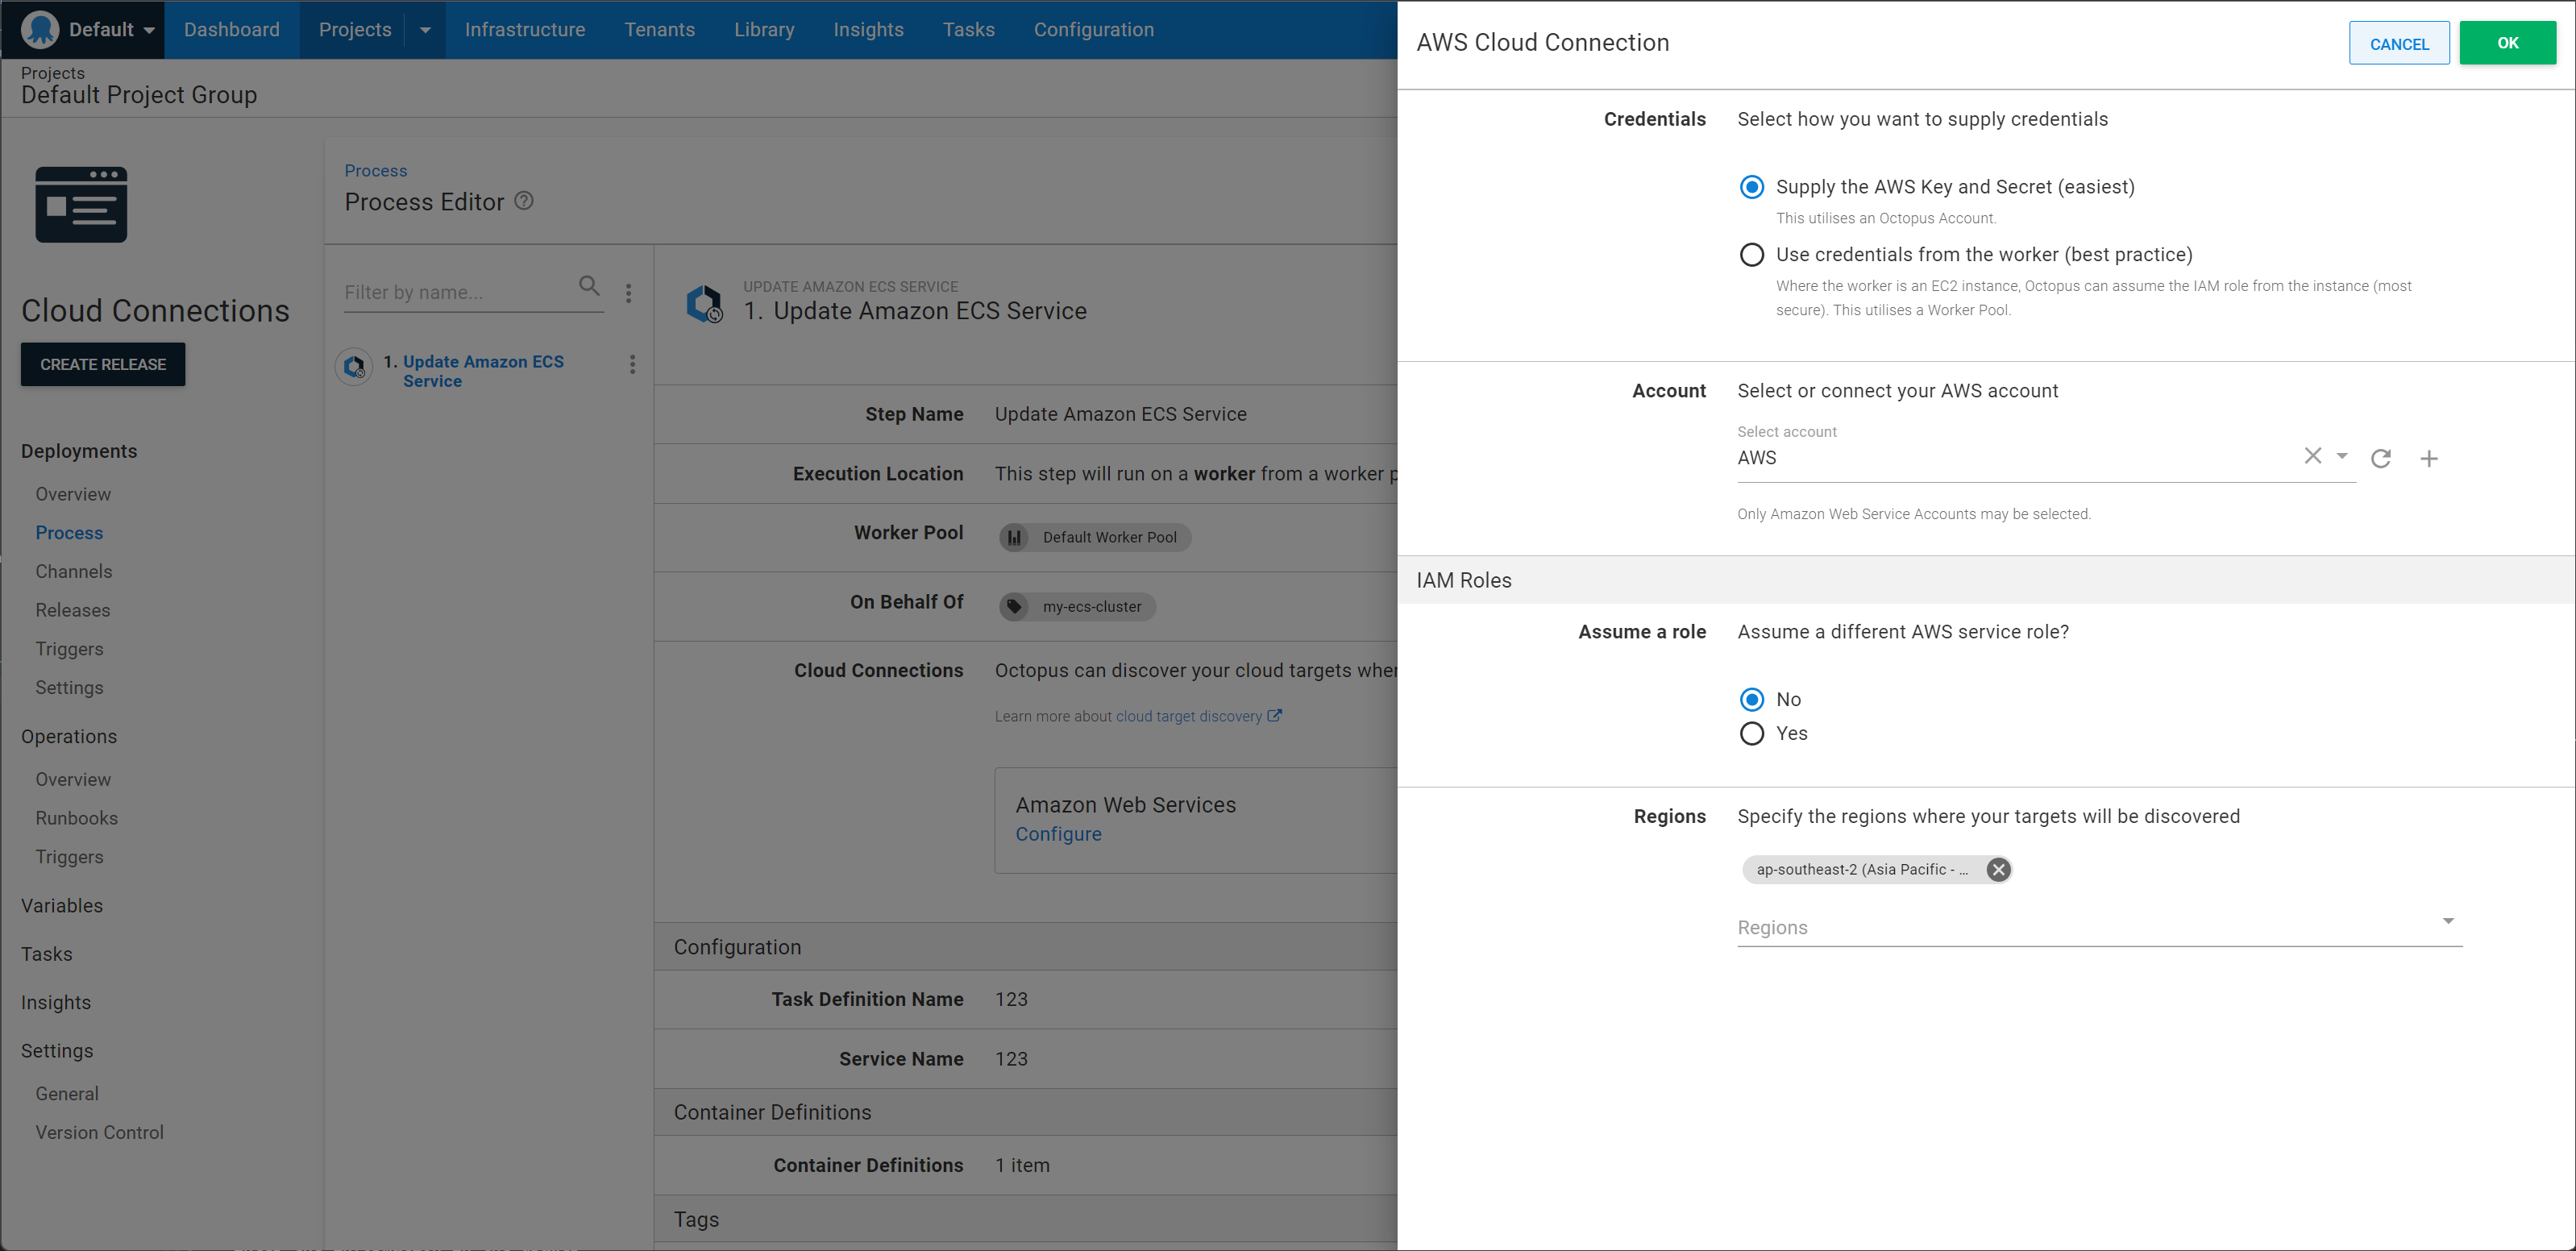 Default
Dashboard
Projects
Infrastructure
Tenants
Library
Insights
Tasks
Configuration
Projects
Default Project Group
Cloud Connections
CREATE RELEASE
Deployments
Overview
Process
Channels
Releases
Triggers
Settings
Operations
Overview
Runbooks
Triggers
Variables
Tasks
Insights
Settings
General
Version Control
Process
Process Editor
Filter by name...
1. Update Amazon ECS
Service
UPDATE AMAZON ECS SERVICE
1. Update Amazon ECS Service
Step Name Update Amazon ECS Service
Execution Location This step will run on a worker from a worker p
Worker Pool Default Worker Pool
On Behalf Of my-ecs-cluster
Cloud Connections Octopus can discover your cloud targets wher
Learn more about cloud target discovery
Amazon Web Services
Configure
Configuration
Task Definition Name 123
Service Name 123
Container Definitions
Container Definitions 1 item
Tags
AWS Cloud Connection
CANCEL
OK
Credentials Select how you want to supply credentials
Supply the AWS Key and Secret (easiest)
This utilises an Octopus Account.
Use credentials from the worker (best practice)
Where the worker is an EC2 instance, Octopus can assume the IAM role from the instance (most
secure). This utilises a Worker Pool.
Account Select or connect your AWS account
Select account
AWS
Only Amazon Web Service Accounts may be selected.
IAM Roles
Assume a role Assume a different AWS service role?
No
Yes
Regions Specify the regions where your targets will be discovered
ap-southeast-2 (Asia Pacific - ...
Regions